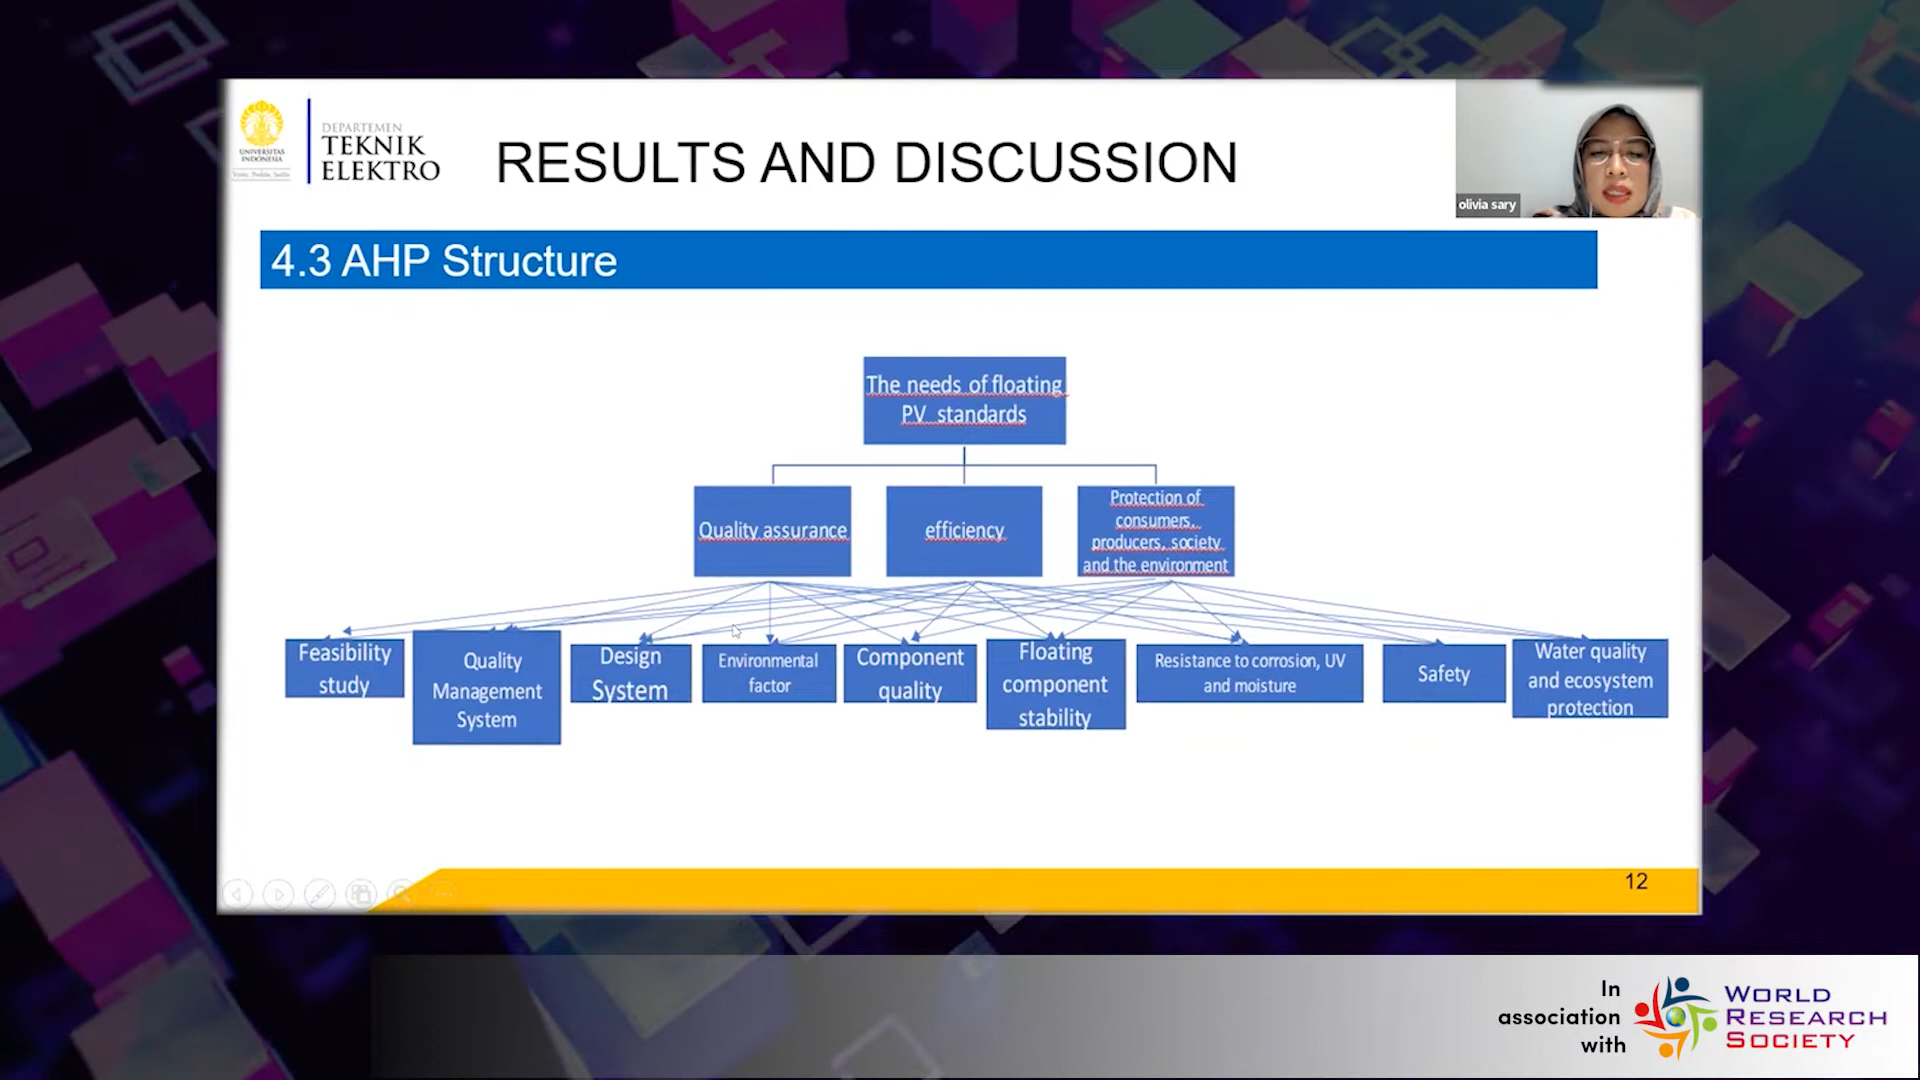 UNIVERSITAS
INDONESIA
DEPARTEMEN
TEKNIK
ELEKTRO
RESULTS AND DISCUSSION
olivia sary
4.3 AHP Structure
The needs of floating
PV standards
Quality assurance
efficiency
Protection of
consumers,
producers, society
and the environment
Feasibility
study
Quality
Management
System
Design
System
Environmental
factor
Component
quality
Floating
component
stability
Resistance to corrosion, UV
and moisture
Safety
Water quality
and ecosystem
protection
12
In
association
with
WORLD
RESEARCH
SOCIETY